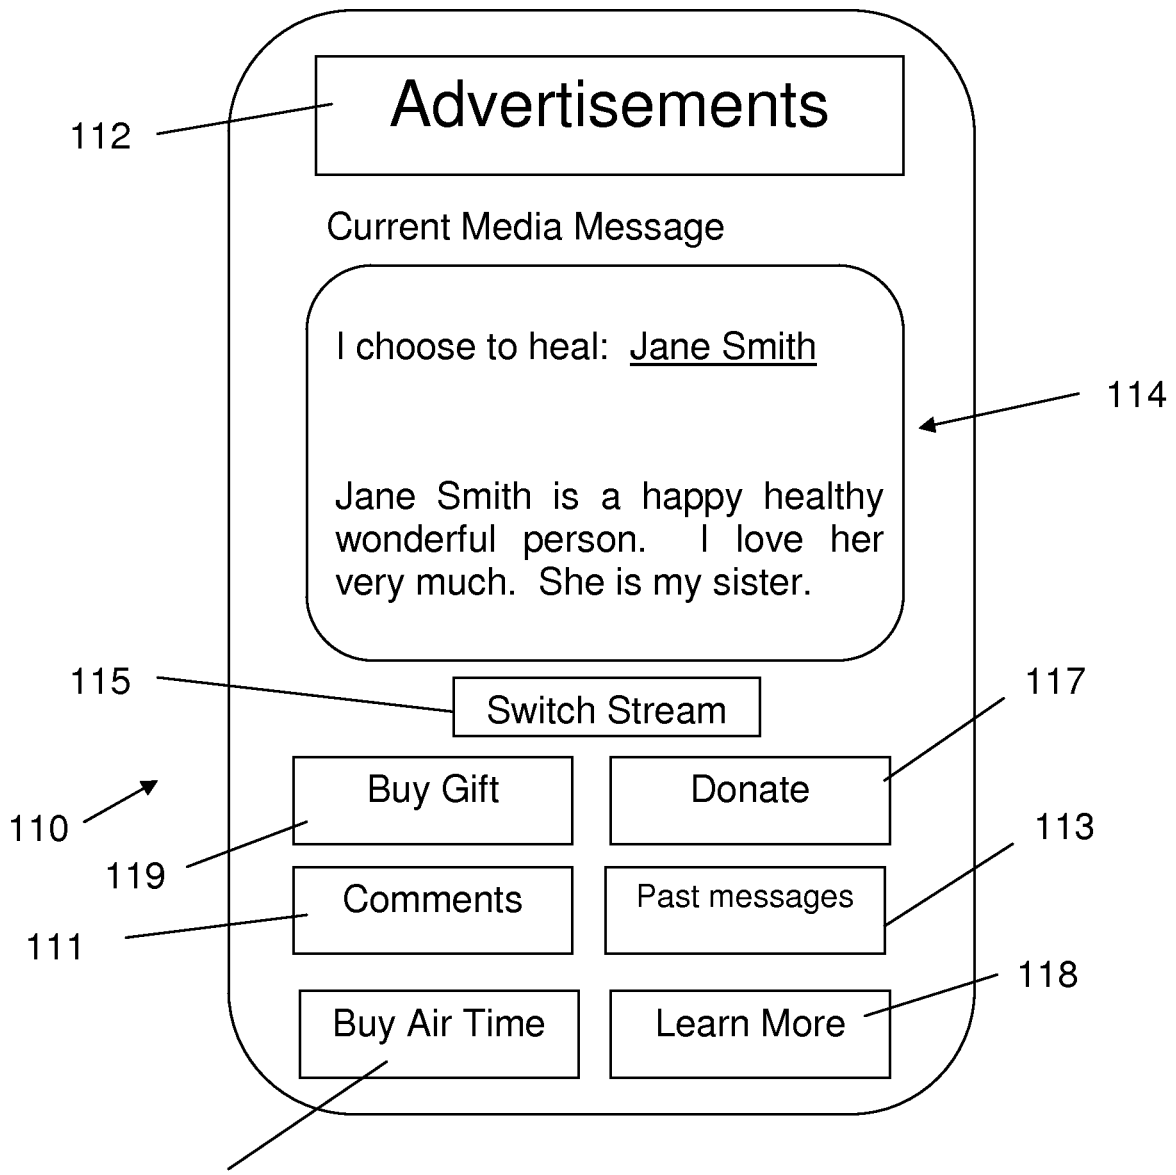 Advertisements
112
Current Media Message
I choose to heal: Jane Smith
114
Jane Smith is a happy healthy
wonderful person. I love her
very much. She is my sister.
115
117
Switch Stream
Buy Gift
Donate
110
113
119
Comments
Past messages
111
118
Buy Air Time
Learn More